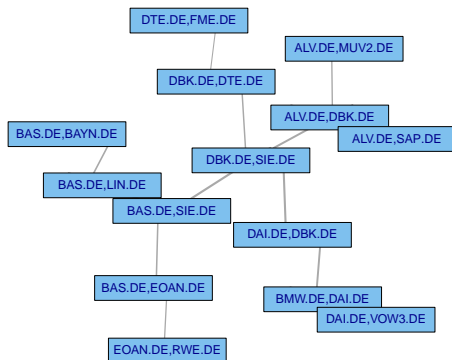 DTE.DE,FME.DE
ALV.DE,MUV2.DE
DBK.DE,DTE.DE
ALV.DE,DBK.DE
BAS.DE,BAYN.DE
ALV.DE,SAP.DE
DBK.DE,SIE.DE
BAS.DE,LIN.DE
BAS.DE,SIE.DE
DAI.DE,DBK.DE
BAS.DE,EOAN.DE
BMW.DE,DAI.DE
DAI.DE,VOW3.DE
EOAN.DE,RWE.DE